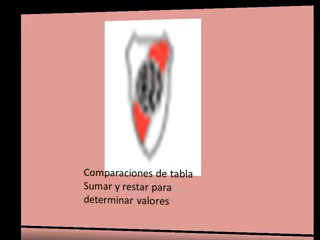 Comparaciones de tabla
Sumar y restar para
determinar valores